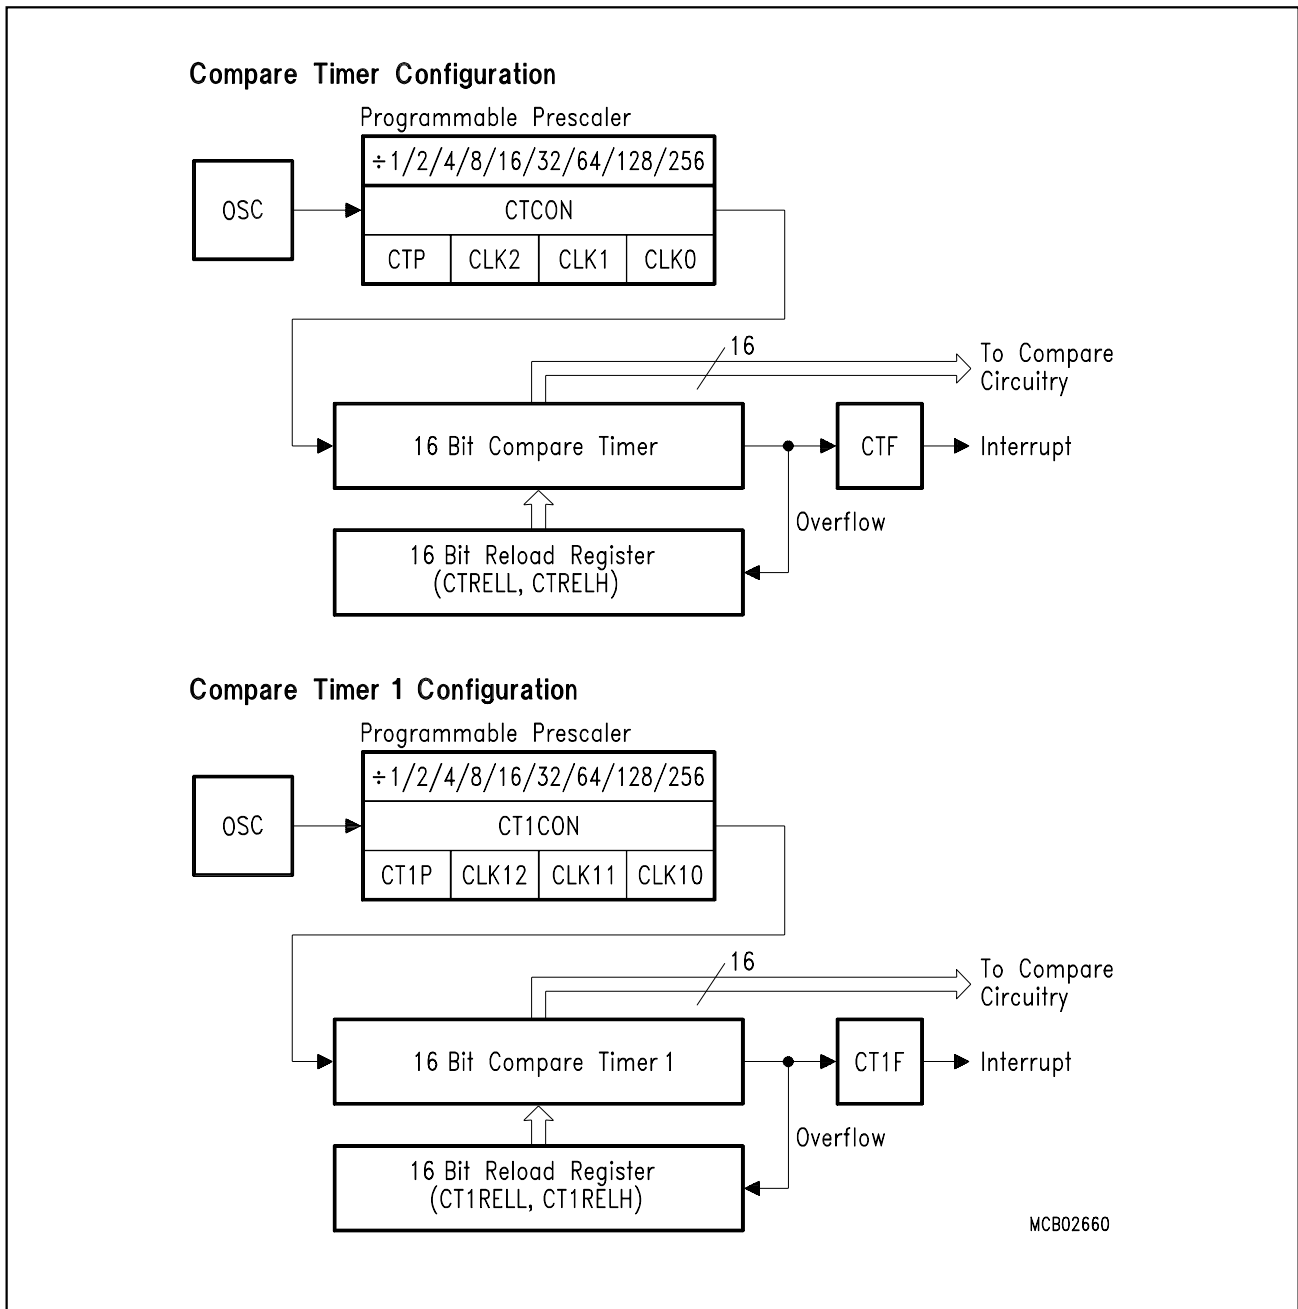 Compare Timer Configuration
Programmable Prescaler
÷1/2/4/8/16/32/64/128/256
OSC
CTCON
CTP CLK2 CLK1 CLK0
16
To Compare
Circuitry
16 Bit Compare Timer
CTF
Interrupt
Overflow
16 Bit Reload Register
(CTRELL, CTRELH)
Compare Timer 1 Configuration
Programmable Prescaler
÷1/2/4/8/16/32/64/128/256
OSC
CT1CON
CT1P CLK12 CLK11 CLK10
16
To Compare
Circuitry
16 Bit Compare Timer 1
CT1F
Interrupt
Overflow
16 Bit Reload Register
(CT1RELL, CT1RELH)
MCB02660